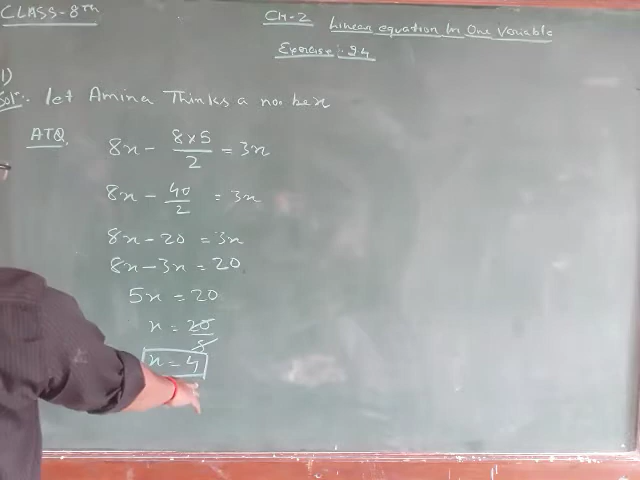 CLASS-8TH
CH-2 Linear equation In One Variable
Exercise: 2.4
1)
Sol:- let Amina Thinks a no. be x
ATQ,
8x - 8×5/2 = 3x
8x - 40/2 = 3x
8x - 20 = 3x
8x - 3x = 20
5x = 20
x = 20/5
x = 4